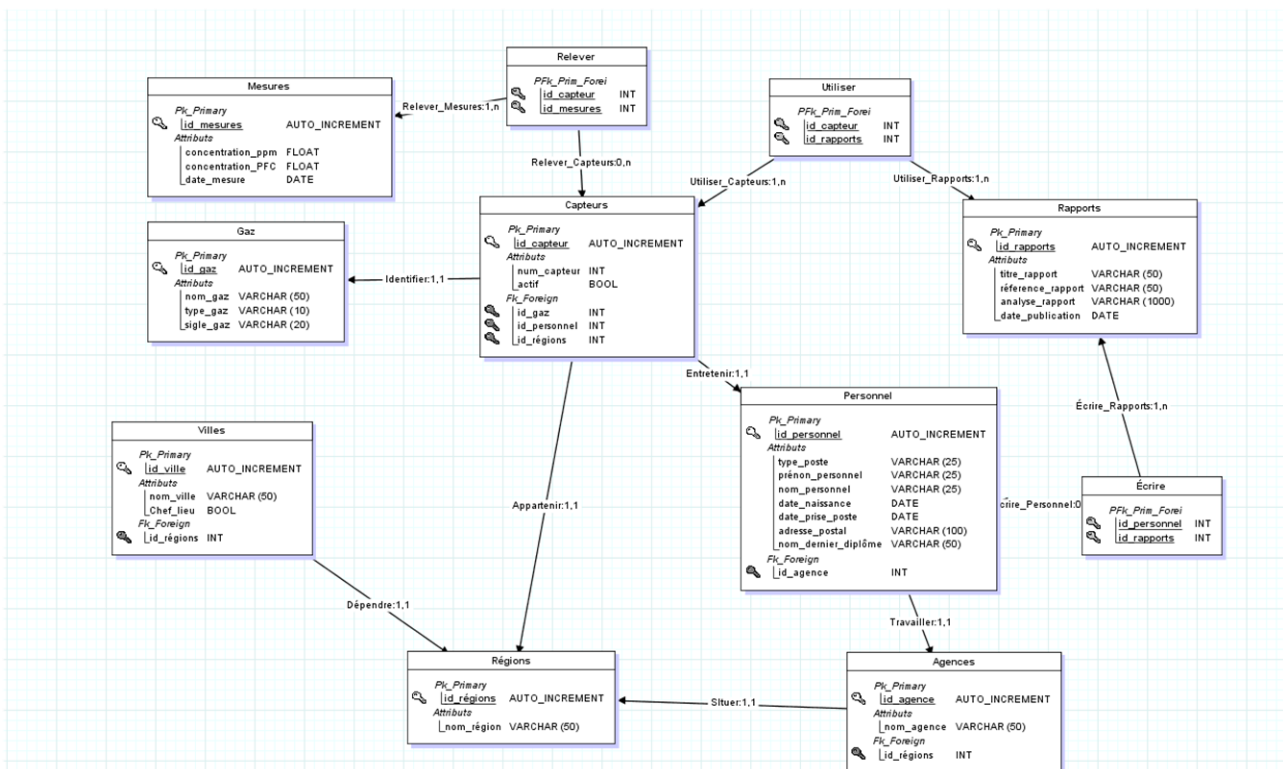 Relever
PFk_Prim_Forei
id_capteur INT
id_mesures INT
Mesures
Pk_Primary
id_mesures AUTO_INCREMENT
Attributs
concentration_ppm FLOAT
concentration_PFC FLOAT
date_mesure DATE
Relever_Mesures:1,n
Relever_Capteurs:0,n
Utiliser
PFk_Prim_Forei
id_capteur INT
id_rapports INT
Utiliser_Capteurs:1,n
Utiliser_Rapports:1,n
Capteurs
Pk_Primary
id_capteur AUTO_INCREMENT
Attributs
num_capteur INT
actif BOOL
Fk_Foreign
id_gaz INT
id_personnel INT
id_régions INT
Rapports
Pk_Primary
id_rapports AUTO_INCREMENT
Attributs
titre_rapport VARCHAR (50)
réference_rapport VARCHAR (50)
analyse_rapport VARCHAR (1000)
date_publication DATE
Gaz
Pk_Primary
id_gaz AUTO_INCREMENT
Attributs
nom_gaz VARCHAR (50)
type_gaz VARCHAR (10)
sigle_gaz VARCHAR (20)
Identifier:1,1
Entretenir:1,1
Personnel
Pk_Primary
id_personnel AUTO_INCREMENT
Attributs
type_poste VARCHAR (25)
prénon_personnel VARCHAR (25)
nom_personnel VARCHAR (25)
date_naissance DATE
date_prise_poste DATE
adresse_postal VARCHAR (100)
nom_dernier_diplôme VARCHAR (50)
Fk_Foreign
id_agence INT
Écrire_Rapports:1,n
Villes
Pk_Primary
id_ville AUTO_INCREMENT
Attributs
nom_ville VARCHAR (50)
Chef_lieu BOOL
Fk_Foreign
id_régions INT
Appartenir:1,1
crire_Personnel:0
Écrire
PFk_Prim_Forei
id_personnel INT
id_rapports INT
Dépendre:1,1
Travailler:1,1
Régions
Pk_Primary
id_régions AUTO_INCREMENT
Attributs
nom_région VARCHAR (50)
SItuer:1,1
Agences
Pk_Primary
id_agence AUTO_INCREMENT
Attributs
nom_agence VARCHAR (50)
Fk_Foreign
id_régions INT